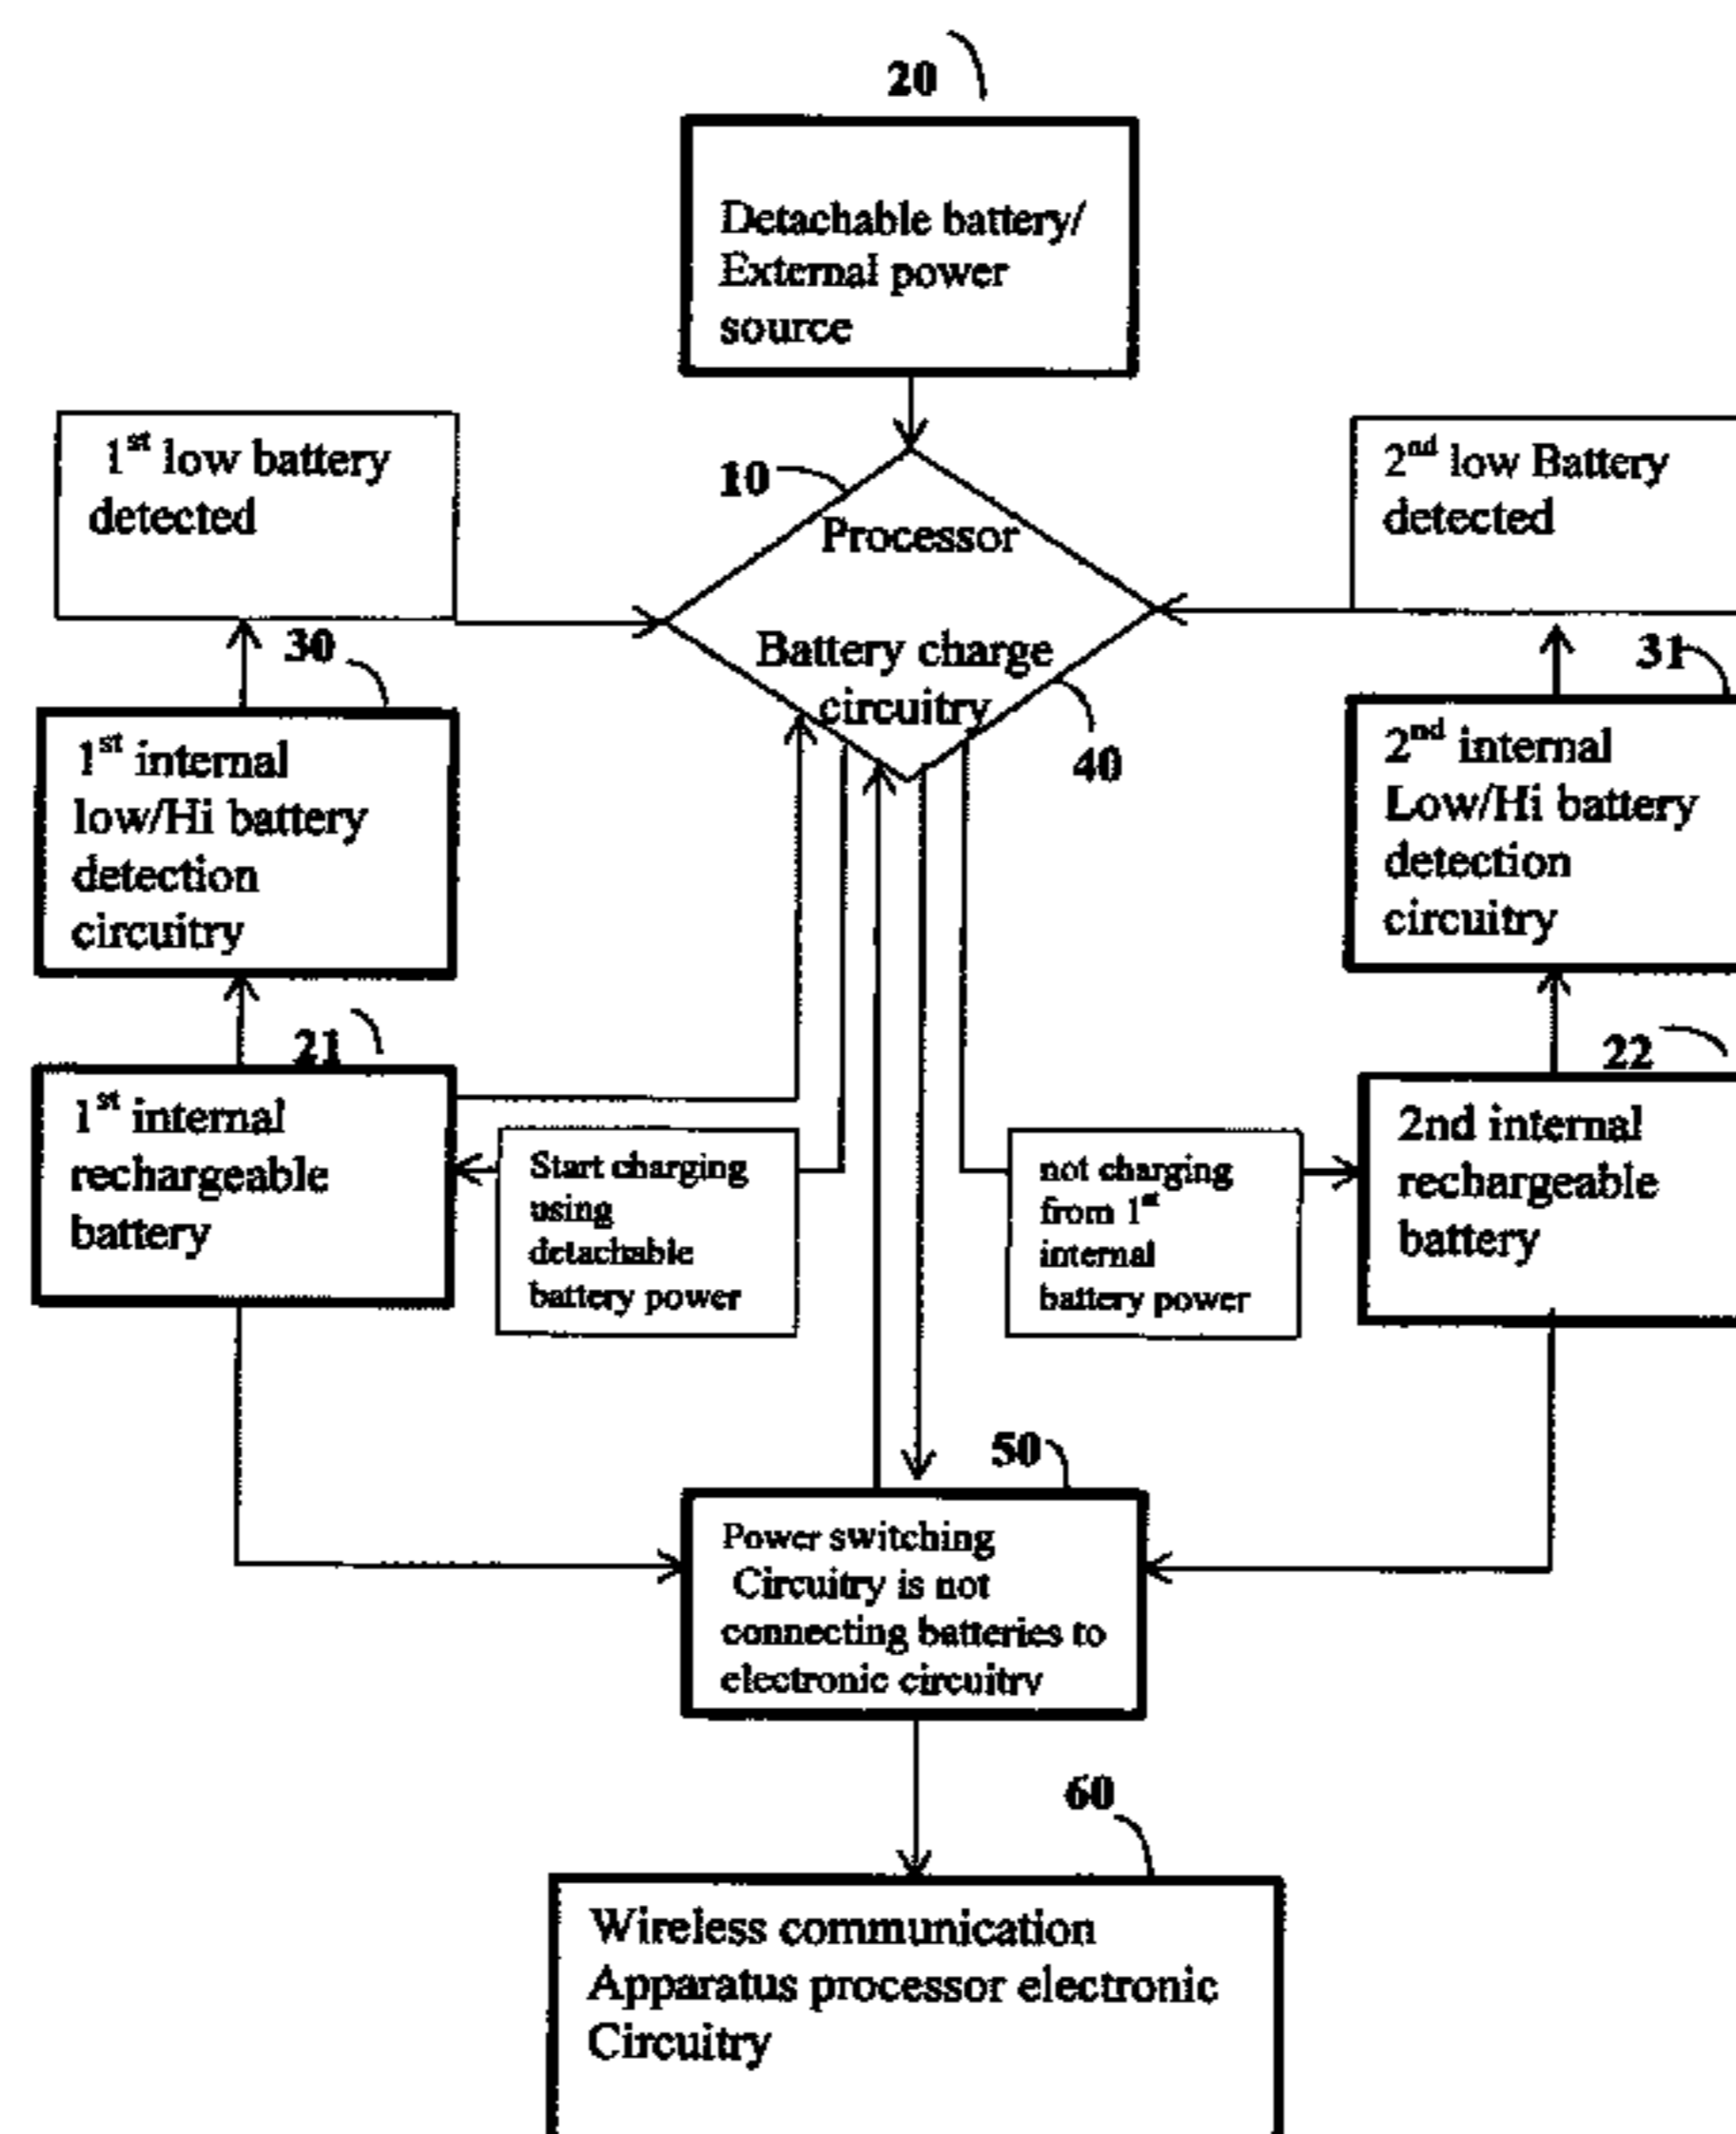 20
Detachable battery/
External power
source
1st low battery
detected
10
Processor
Battery charge
circuitry
40
2nd low Battery
detected
30
1st internal
low/Hi battery
detection
circuitry
31
2nd internal
Low/Hi battery
detection
circuitry
21
1st internal
rechargeable
battery
Start charging
using
detachable
battery power
not charging
from 1st
internal
battery power
22
2nd internal
rechargeable
battery
50
Power switching
Circuitry is not
connecting batteries to
electronic circuitry
60
Wireless communication
Apparatus processor electronic
Circuitry